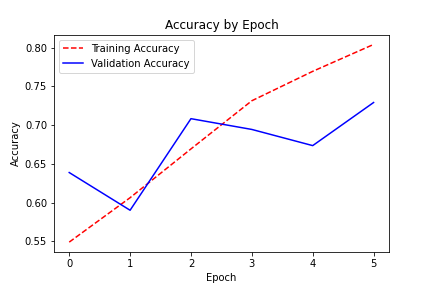 Accuracy by Epoch
Training Accuracy
Validation Accuracy
Accuracy
0.80
0.75
0.70
0.65
0.60
0.55
0 1 2 3 4 5
Epoch